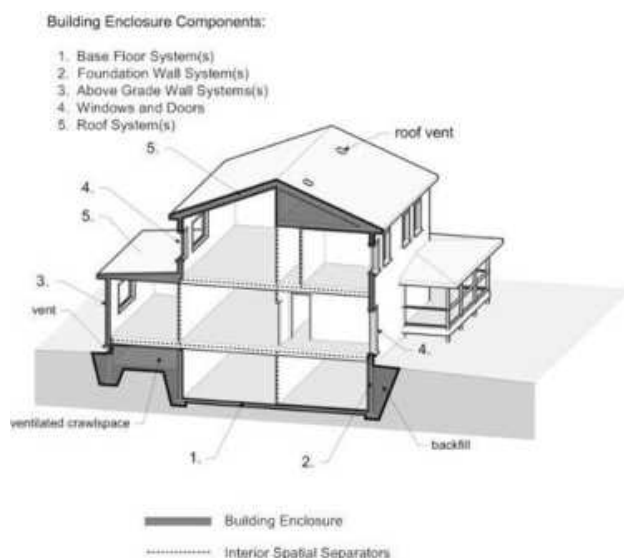 Building Enclosure Components:
1. Base Floor System(s)
2. Foundation Wall System(s)
3. Above Grade Wall Systems(s)
4. Windows and Doors
5. Roof System(s)
roof vent
5.
4.
5.
3.
vent
4.
ventilated crawlspace
backfill
1.
2.
Building Enclosure
Interior Spatial Separators